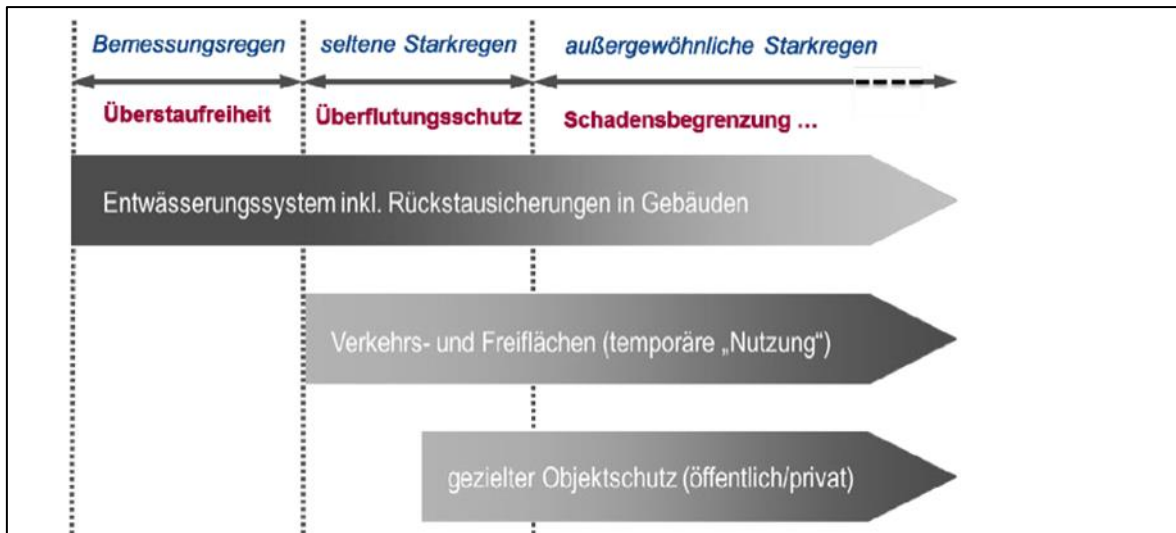 Bemessungsregen seltene Starkregen außergewöhnliche Starkregen
Überstaufreiheit Überflutungsschutz Schadensbegrenzung ...
Entwässerungssystem inkl. Rückstausicherungen in Gebäuden
Verkehrs- und Freiflächen (temporäre „Nutzung“)
gezielter Objektschutz (öffentlich/privat)